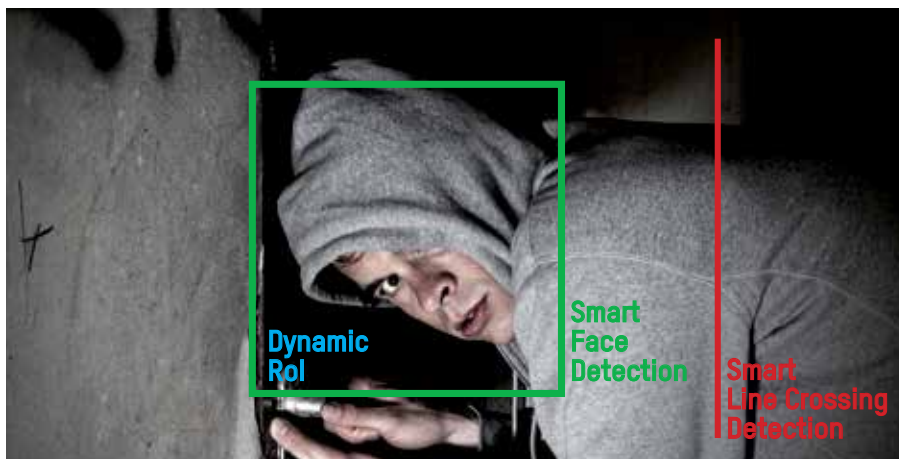 Dynamic
RoI
Smart
Face
Detection
Smart
Line Crossing
Detection